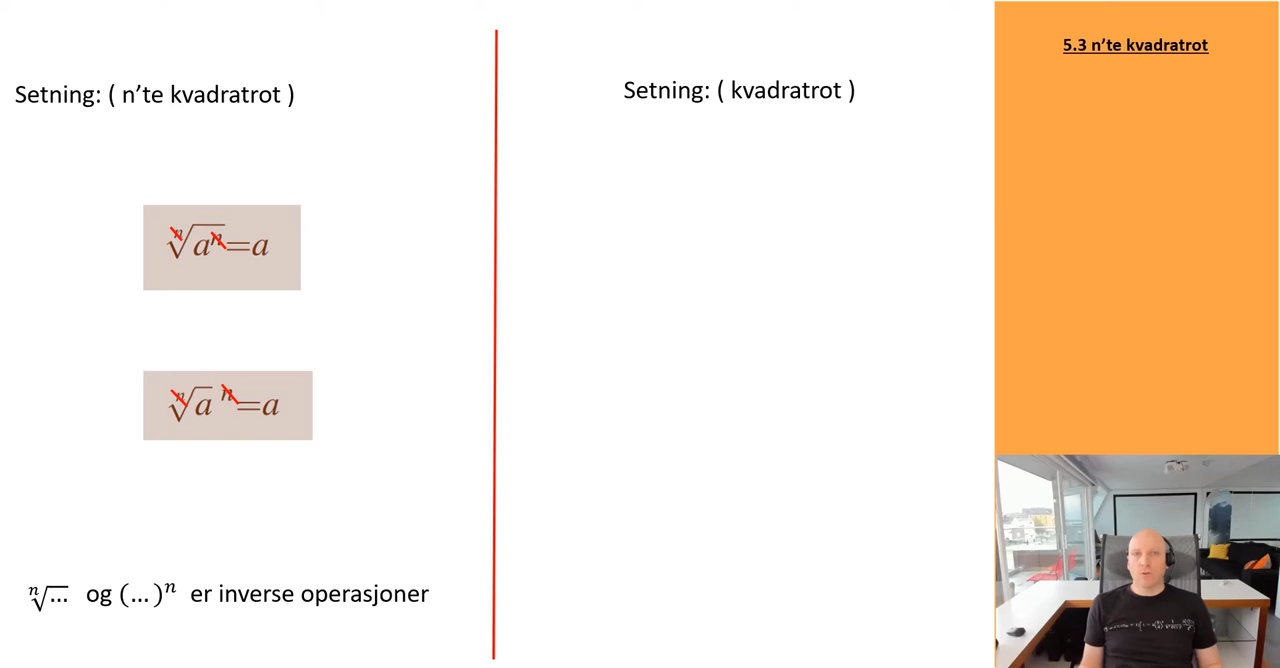 Setning: ( n’te kvadratrot )
ⁿ√aⁿ=a
ⁿ√a ⁿ=a
ⁿ√... og (…)ⁿ er inverse operasjoner
Setning: ( kvadratrot )
5.3 n’te kvadratrot